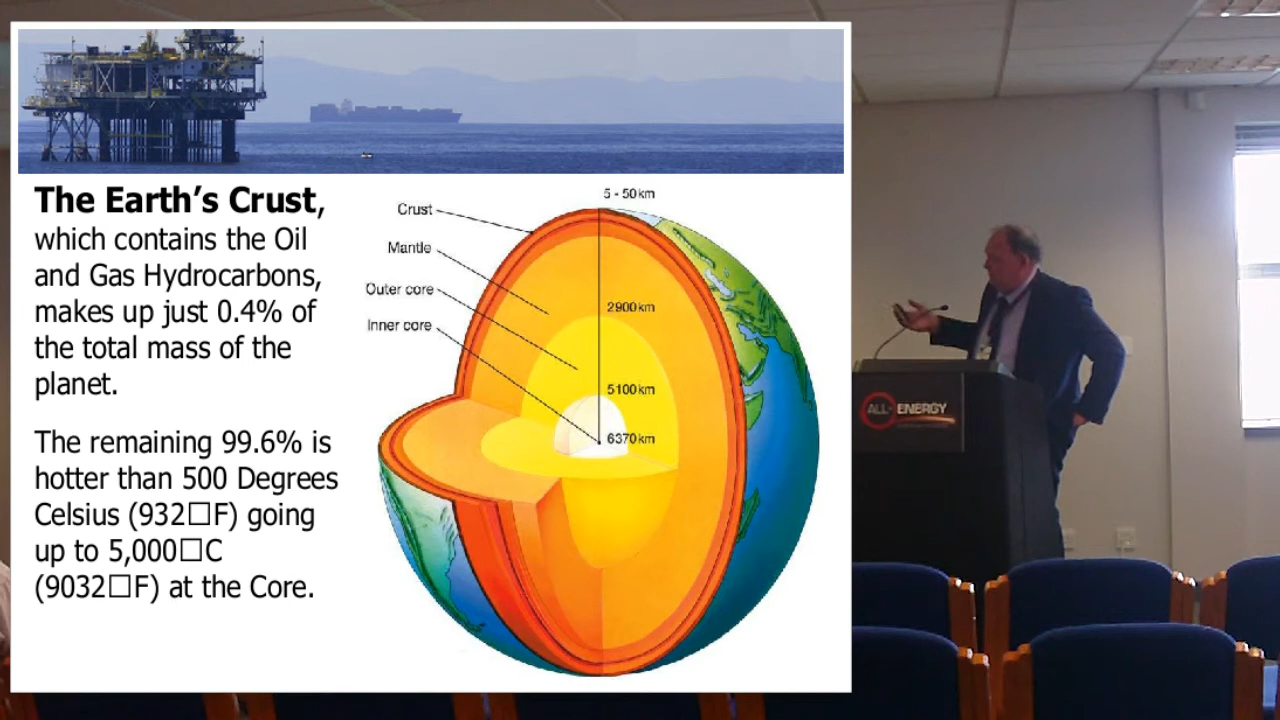 The Earth’s Crust,
which contains the Oil
and Gas Hydrocarbons,
makes up just 0.4% of
the total mass of the
planet.
The remaining 99.6% is
hotter than 500 Degrees
Celsius (932□F) going
up to 5,000□C
(9032□F) at the Core.
5 - 50km
Crust
Mantle
Outer core
2900km
Inner core
5100km
6370km
ALL-ENERGY